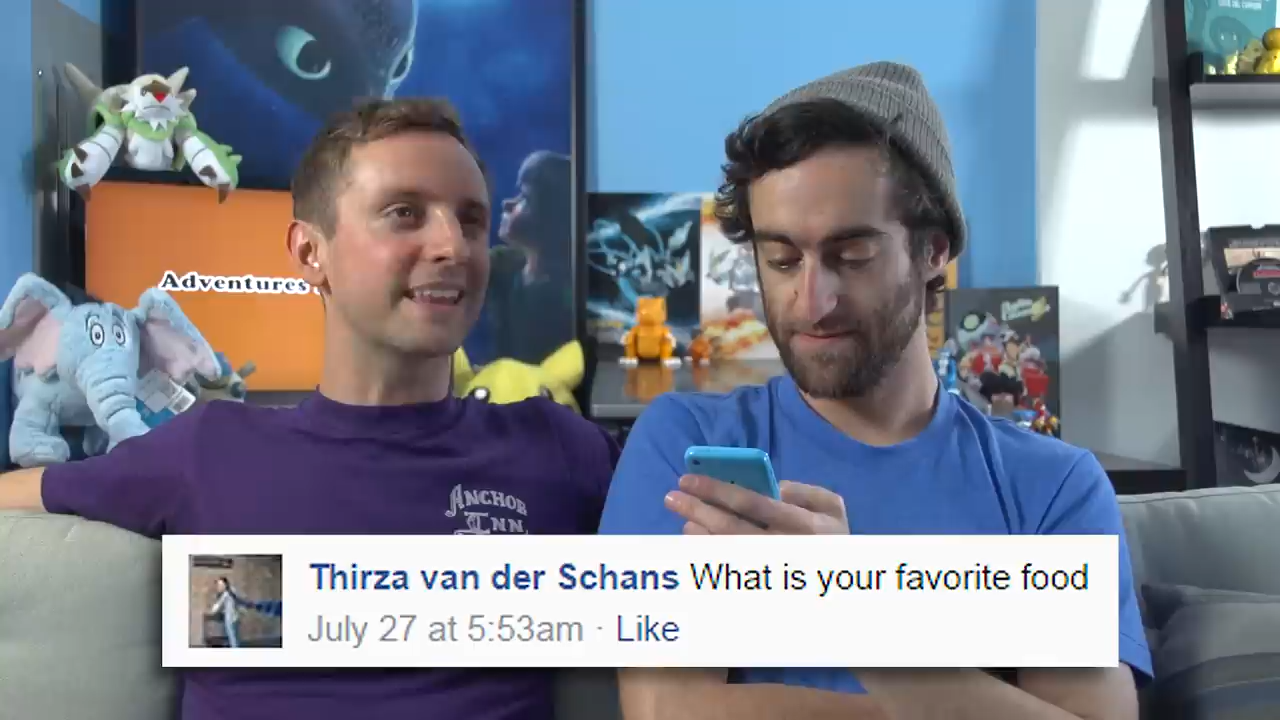 Adventures
ANCHOR
INN
Thirza van der Schans What is your favorite food
July 27 at 5:53am · Like